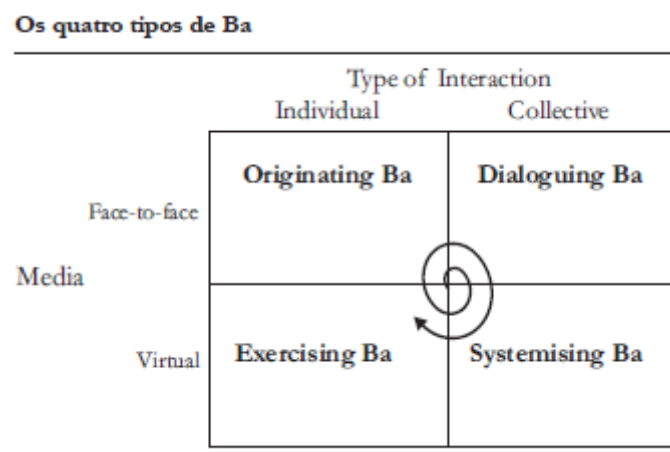 Os quatro tipos de Ba
Type of Interaction
Individual Collective
Originating Ba Dialoguing Ba
Face-to-face
Media
Virtual Exercising Ba Systemising Ba